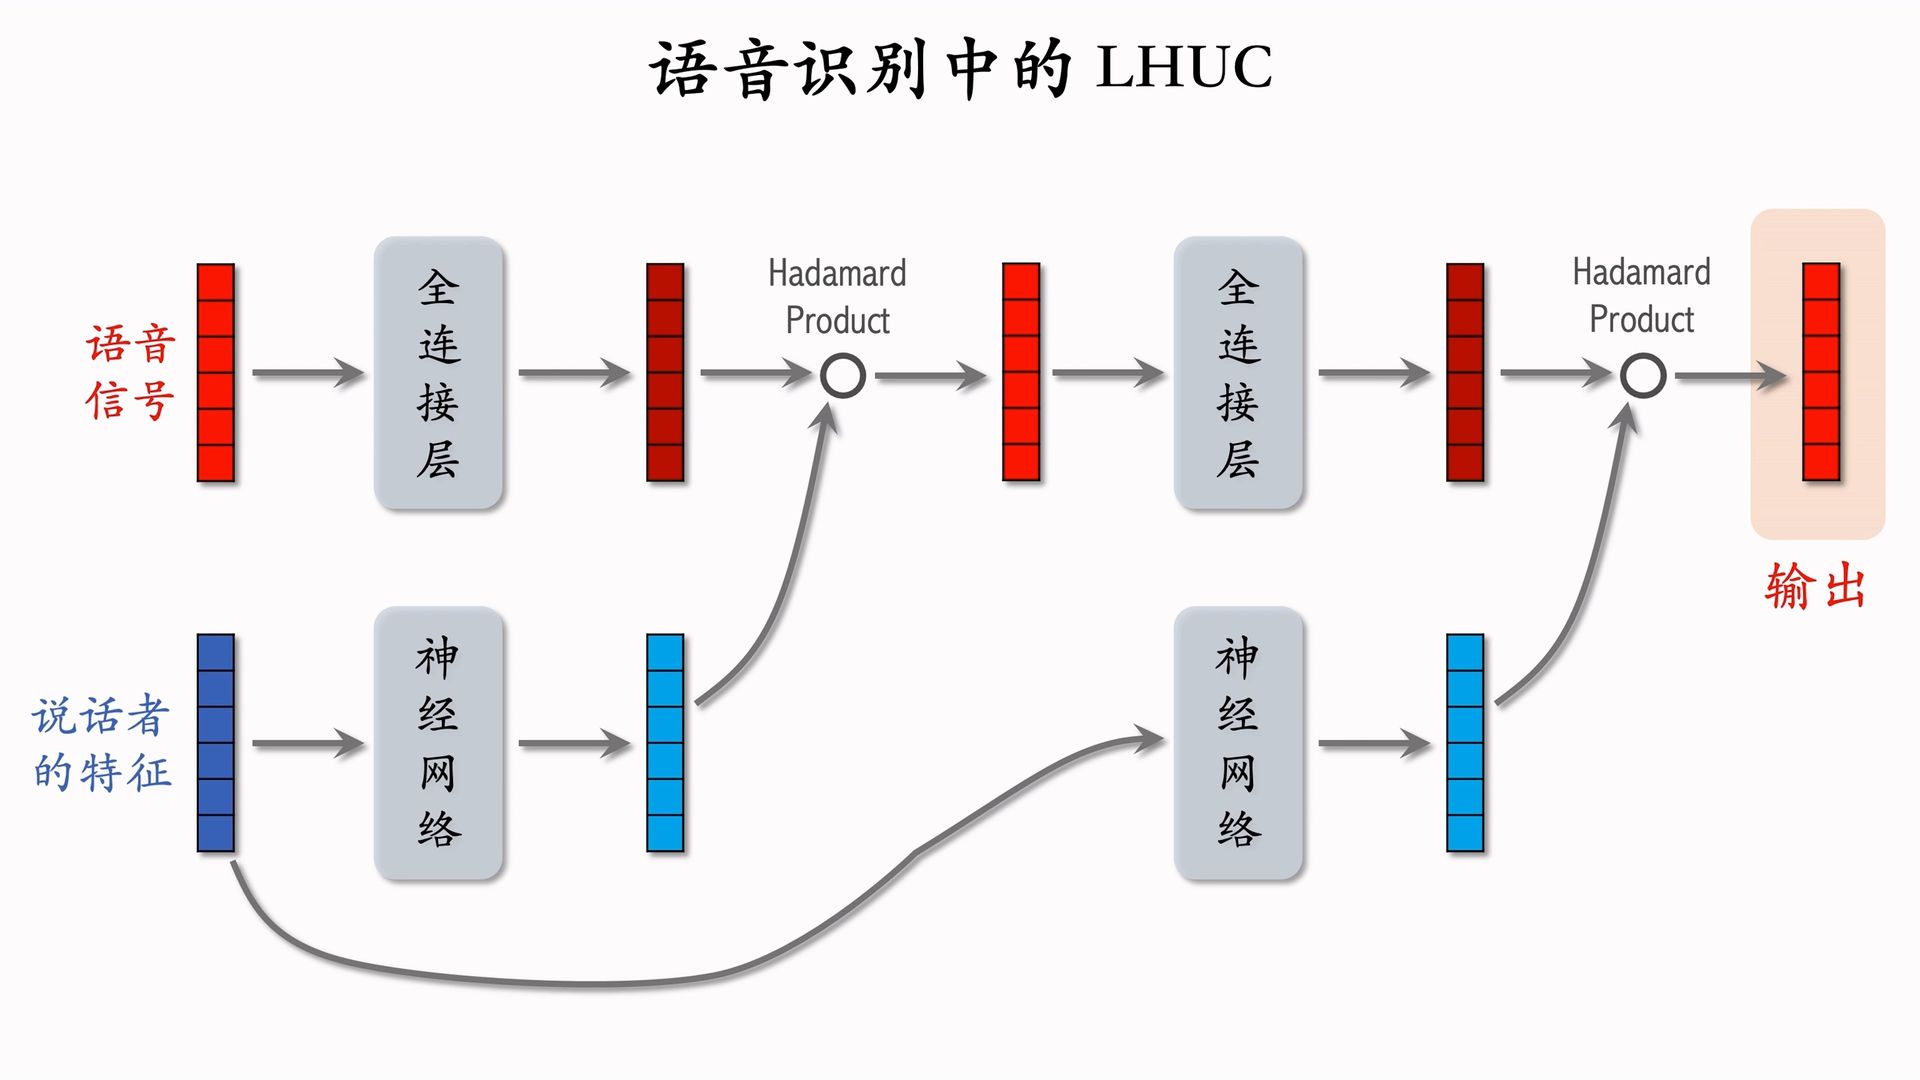 语音识别中的 LHUC
语音
信号
全
连
接
层
Hadamard
Product
全
连
接
层
Hadamard
Product
输出
说话者
的特征
神
经
网
络
神
经
网
络